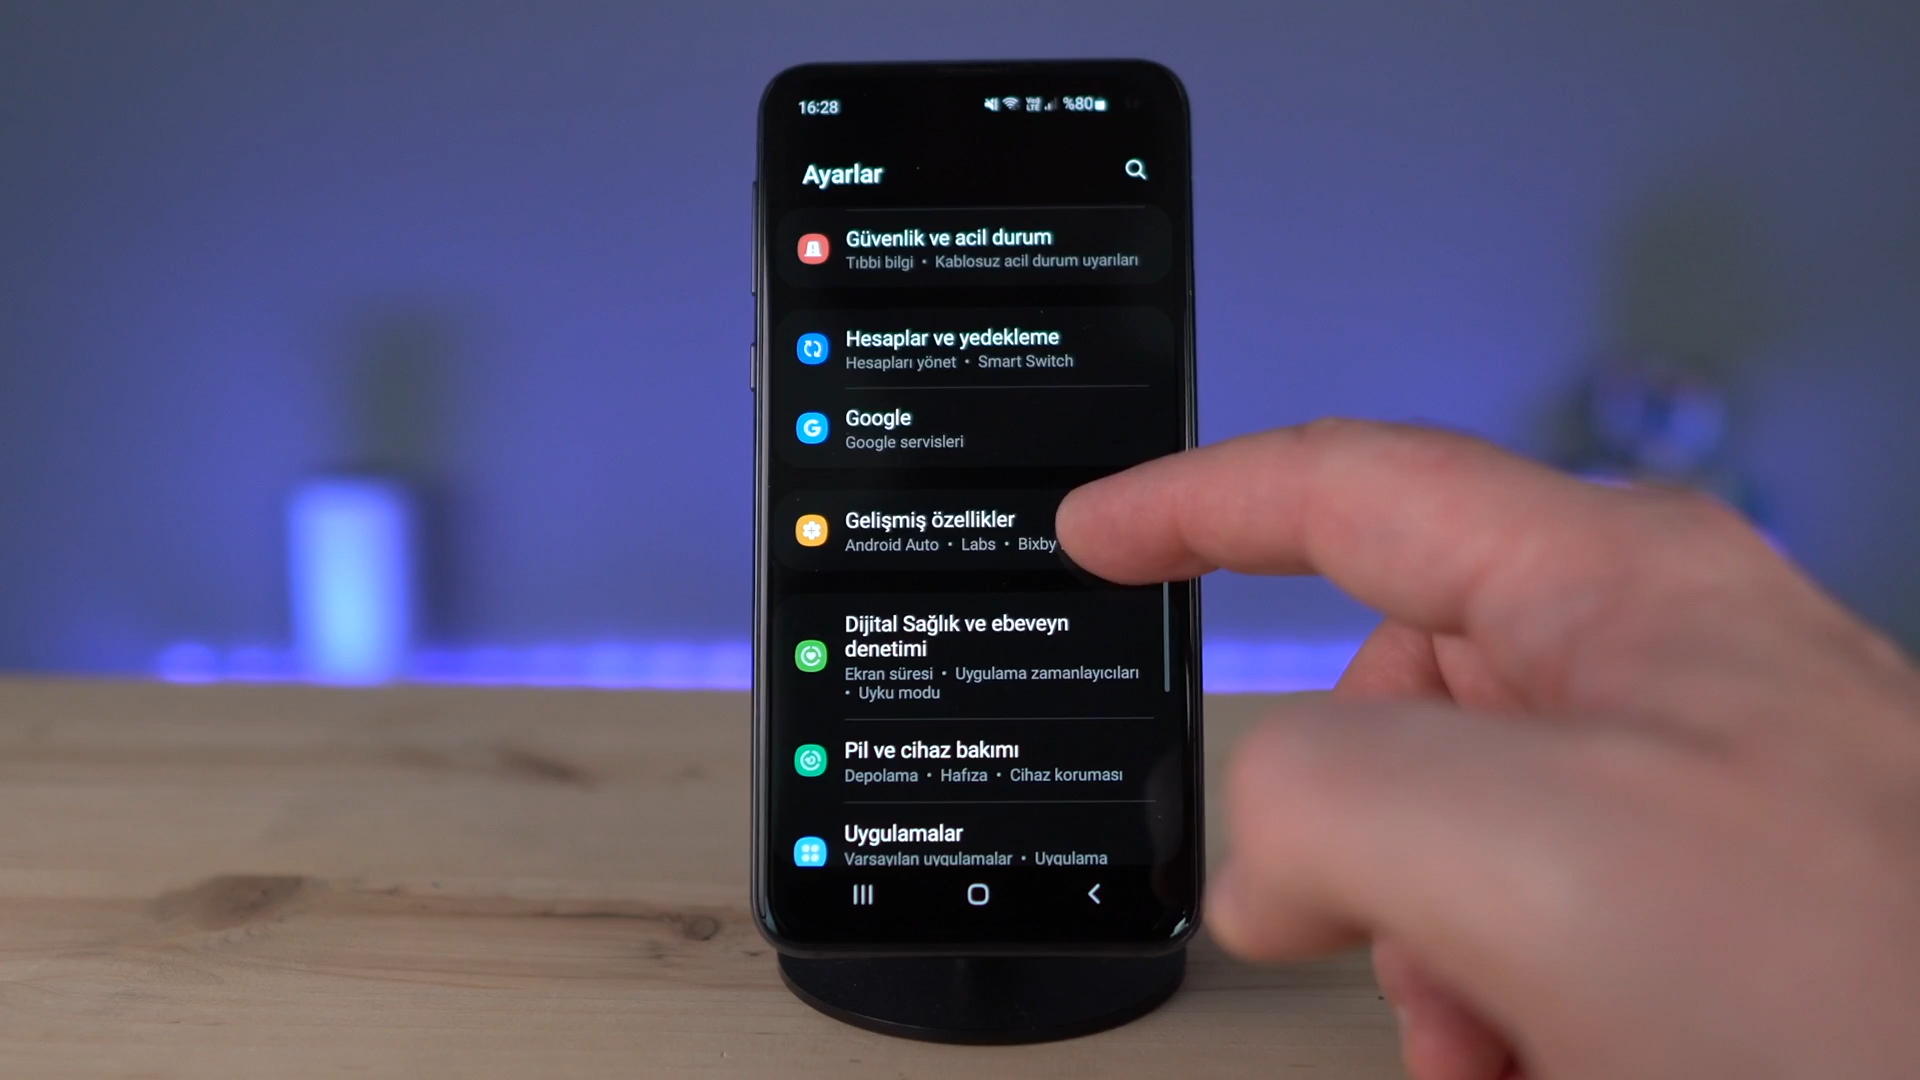 16:28
%80
Ayarlar
Güvenlik ve acil durum
Tıbbi bilgi • Kablosuz acil durum uyarıları
Hesaplar ve yedekleme
Hesapları yönet • Smart Switch
Google
Google servisleri
Gelişmiş özellikler
Android Auto • Labs • Bixby
Dijital Sağlık ve ebeveyn
denetimi
Ekran süresi • Uygulama zamanlayıcıları
• Uyku modu
Pil ve cihaz bakımı
Depolama • Hafıza • Cihaz koruması
Uygulamalar
Varsayılan uygulamalar • Uygulama